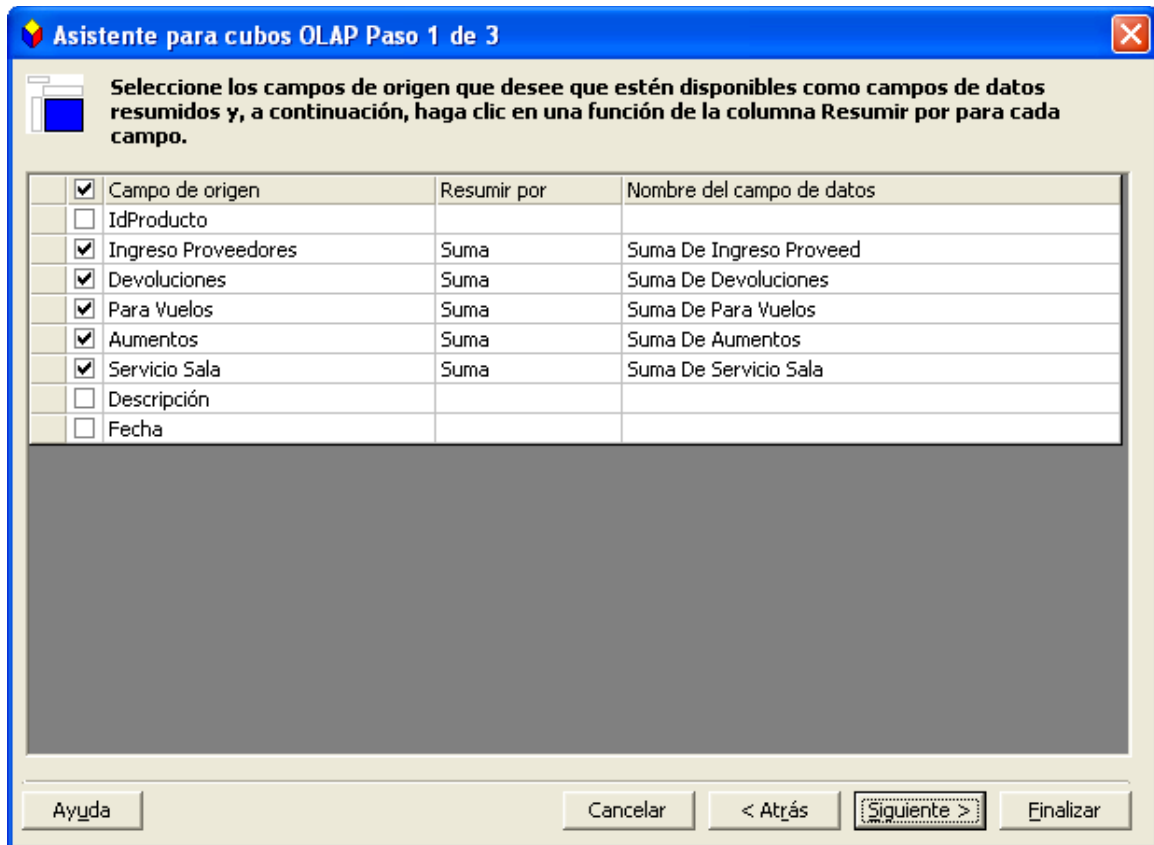 Asistente para cubos OLAP Paso 1 de 3
Seleccione los campos de origen que desee que estén disponibles como campos de datos
resumidos y, a continuación, haga clic en una función de la columna Resumir por para cada
campo.
Campo de origen Resumir por Nombre del campo de datos
IdProducto
Ingreso Proveedores Suma Suma De Ingreso Proveed
Devoluciones Suma Suma De Devoluciones
Para Vuelos Suma Suma De Para Vuelos
Aumentos Suma Suma De Aumentos
Servicio Sala Suma Suma De Servicio Sala
Descripción
Fecha
Ayuda Cancelar < Atrás Siguiente > Finalizar